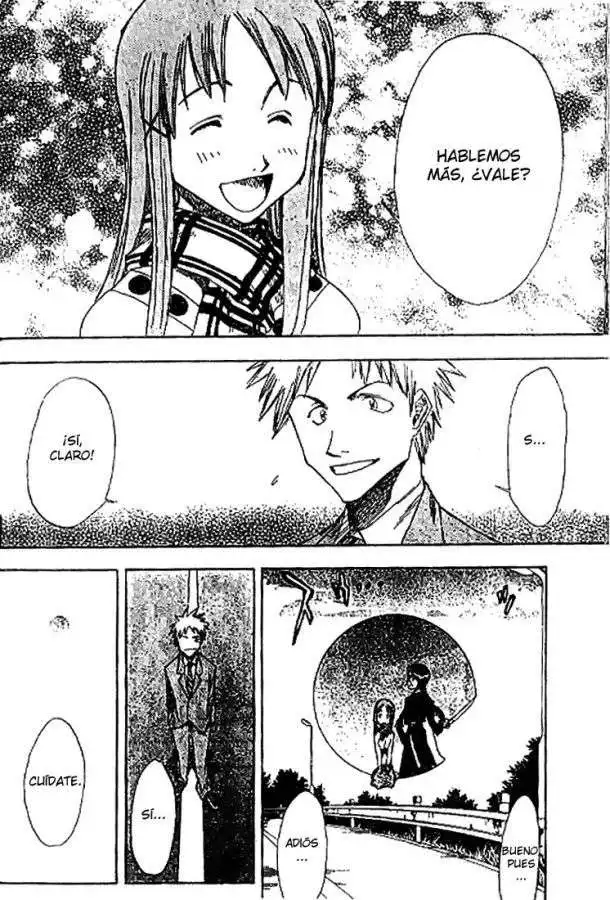 HABLEMOS
MÁS, ¿VALE?
S...
¡SÍ,
CLARO!
BUENO
PUES
...
ADIÓS
...
SÍ...
CUÍDATE.